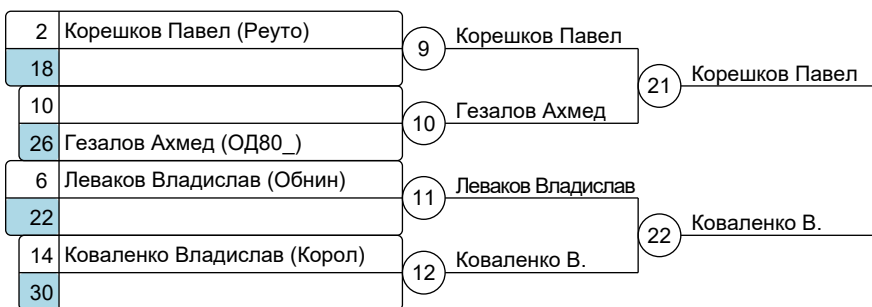 2 Корешков Павел (Реуто)
18
9 Корешков Павел
10
26 Гезалов Ахмед (ОД80_)
10 Гезалов Ахмед
21 Корешков Павел
6 Леваков Владислав (Обнин)
22
11 Леваков Владислав
14 Коваленко Владислав (Корол)
30
12 Коваленко В.
22 Коваленко В.